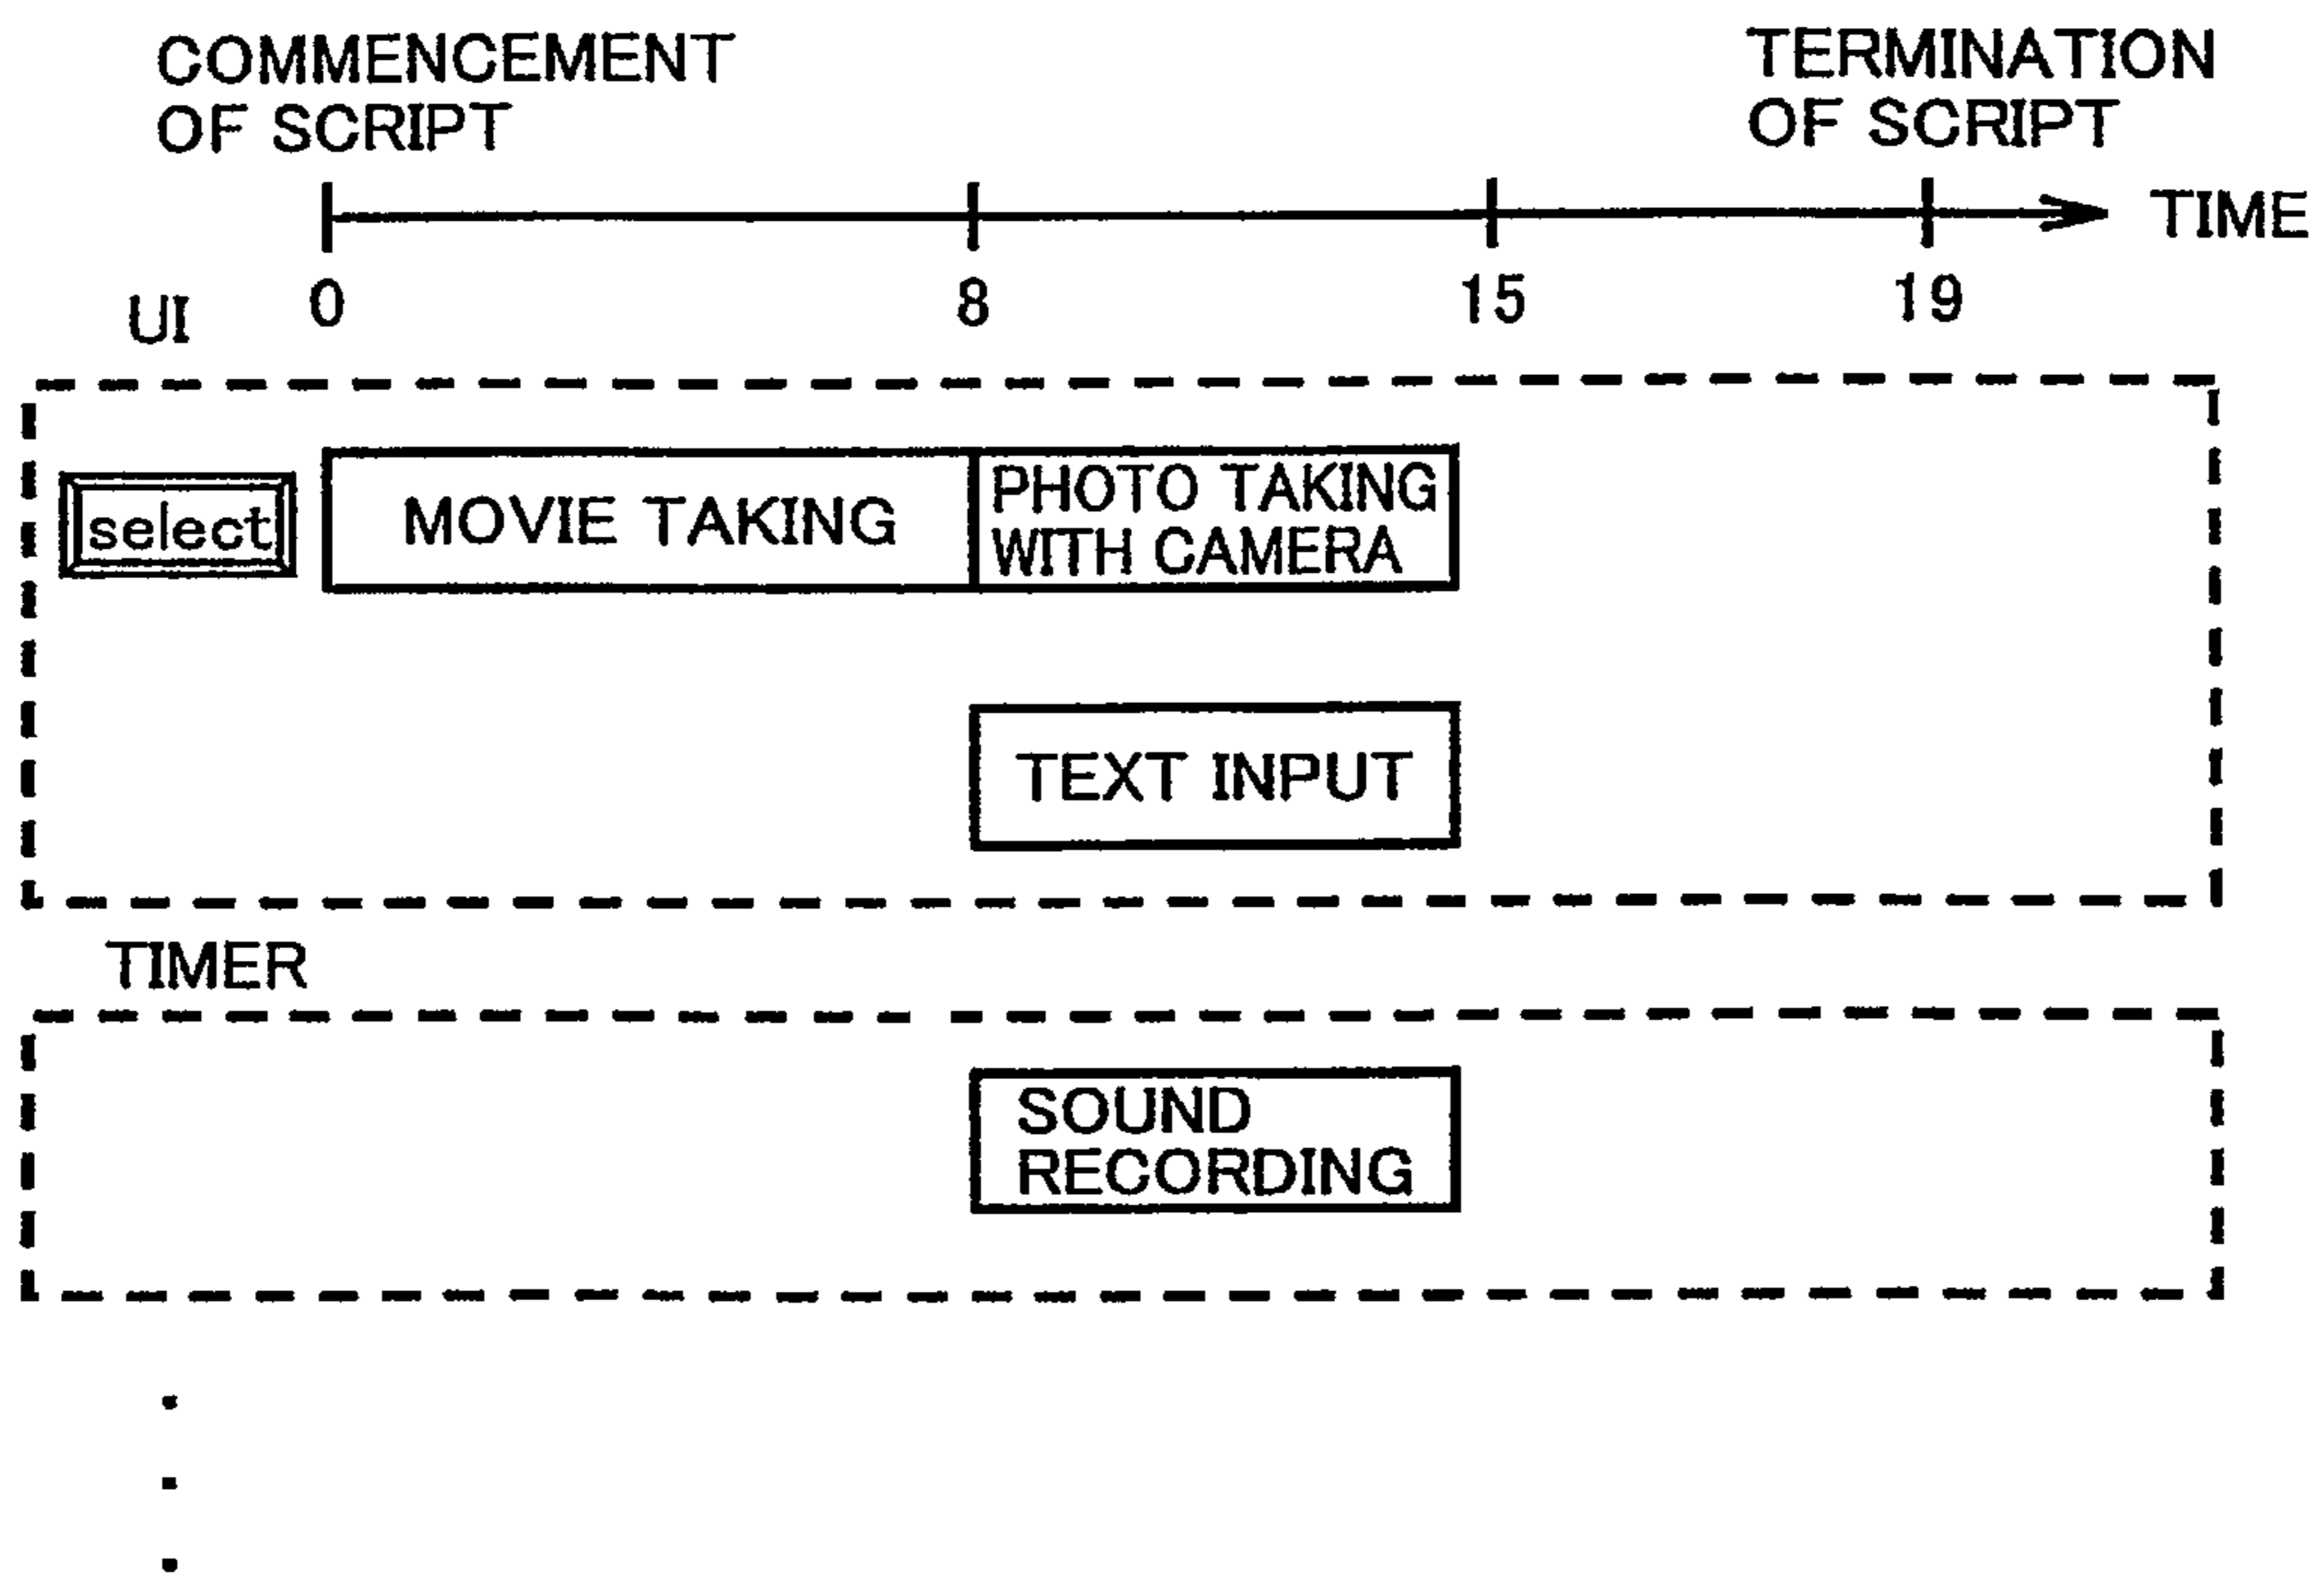 COMMENCEMENT
OF SCRIPT
TERMINATION
OF SCRIPT
TIME
0
8
15
19
UI
select
MOVIE TAKING
PHOTO TAKING
WITH CAMERA
TEXT INPUT
TIMER
SOUND
RECORDING